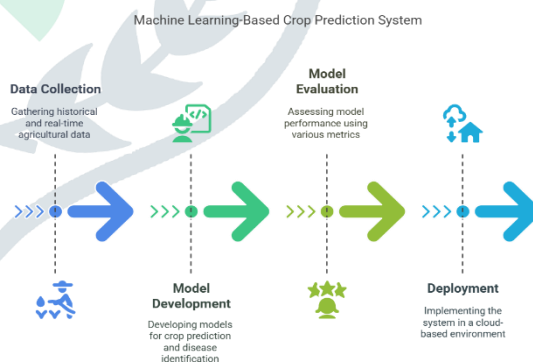 Machine Learning-Based Crop Prediction System
Data Collection
Gathering historical
and real-time
agricultural data
Model
Development
Developing models
for crop prediction
and disease
identification
Model
Evaluation
Assessing model
performance using
various metrics
Deployment
Implementing the
system in a cloud-
based environment